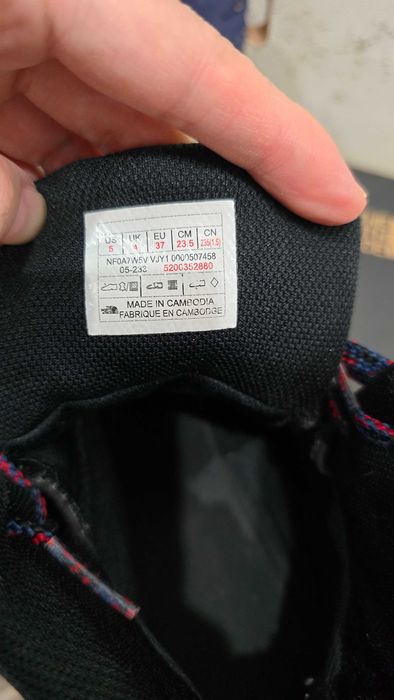 US UK EU CM CN
5 4 37 23.5 235(1.5)
NF0A7W5V VJY1 0000507458
05-233 5200352880
MADE IN CAMBODIA
FABRIQUE EN CAMBODGE